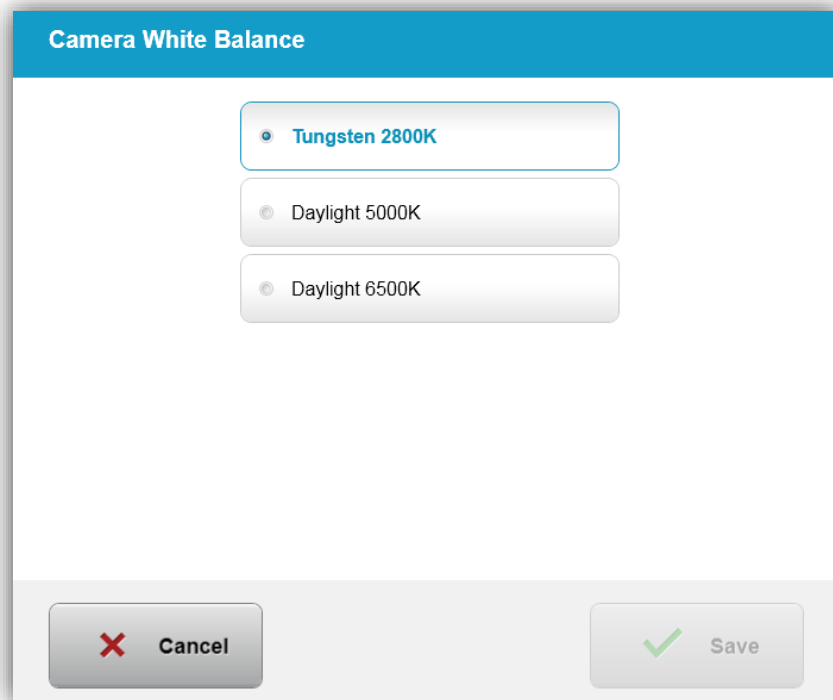 Camera White Balance
Tungsten 2800K
Daylight 5000K
Daylight 6500K
Cancel
Save